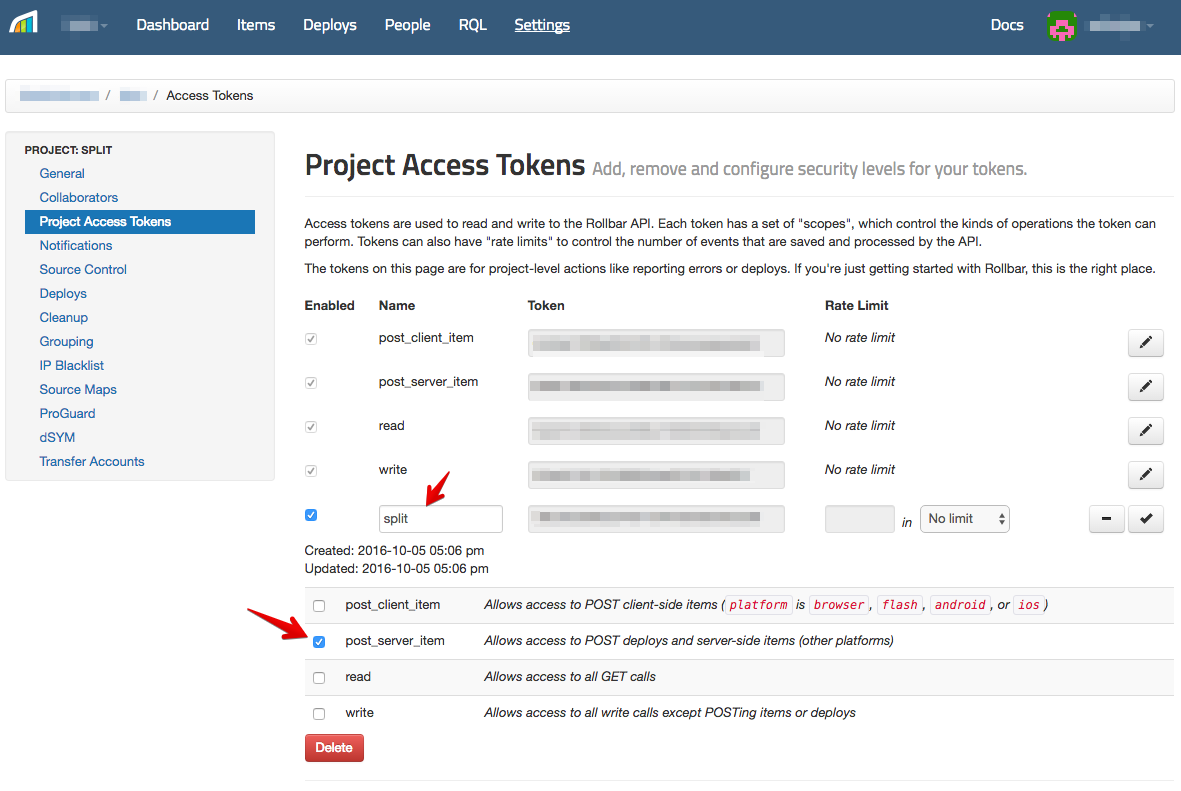 Dashboard Items Deploys People RQL Settings Docs
/ / Access Tokens
PROJECT: SPLIT
General
Collaborators
Project Access Tokens
Notifications
Source Control
Deploys
Cleanup
Grouping
IP Blacklist
Source Maps
ProGuard
dSYM
Transfer Accounts
Project Access Tokens Add, remove and configure security levels for your tokens.
Access tokens are used to read and write to the Rollbar API. Each token has a set of "scopes", which control the kinds of operations the token can
perform. Tokens can also have "rate limits" to control the number of events that are saved and processed by the API.
The tokens on this page are for project-level actions like reporting errors or deploys. If you're just getting started with Rollbar, this is the right place.
Enabled Name Token Rate Limit
post_client_item No rate limit
post_server_item No rate limit
read No rate limit
write No rate limit
split in No limit
Created: 2016-10-05 05:06 pm
Updated: 2016-10-05 05:06 pm
post_client_item Allows access to POST client-side items ( platform is browser , flash , android , or ios )
post_server_item Allows access to POST deploys and server-side items (other platforms)
read Allows access to all GET calls
write Allows access to all write calls except POSTing items or deploys
Delete